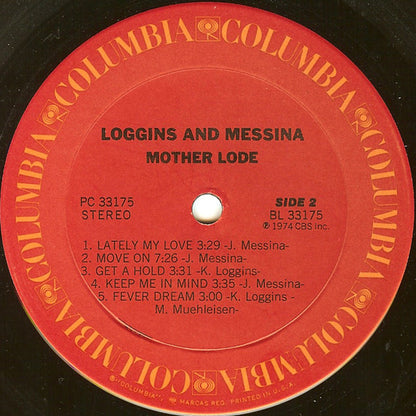 COLUMBIA COLUMBIA COLUMBIA COLUMBIA COLUMBIA COLUMBIA
LOGGINS AND MESSINA
MOTHER LODE
PC 33175
STEREO
SIDE 2
BL 33175
℗ 1974 CBS Inc.
1. LATELY MY LOVE 3:29 -J. Messina-
2. MOVE ON 7:26 -J. Messina-
3. GET A HOLD 3:31 -K. Loggins-
4. KEEP ME IN MIND 3:35 -J. Messina-
5. FEVER DREAM 3:00 -K. Loggins -
M. Muehleisen-
®"COLUMBIA", MARCAS REG. PRINTED IN U.S.A.